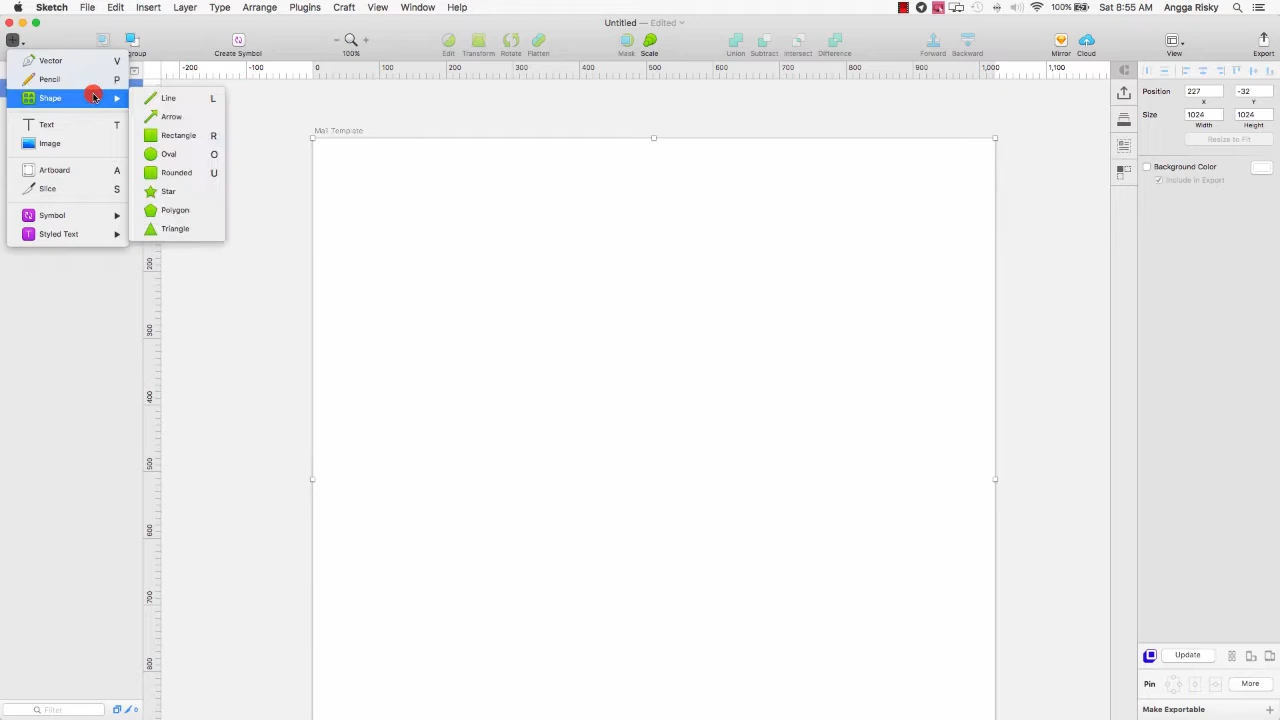 Sketch File Edit Insert Layer Type Arrange Plugins Craft View Window Help 100% Sat 8:55 AM Angga Risky
Untitled — Edited
group Create Symbol 100% Edit Transform Rotate Flatten Mask Scale Union Subtract Intersect Difference Forward Backward Mirror Cloud View Export
-200 -100 0 100 200 300 400 500 600 700 800 900 1,000 1,100
Vector V
Pencil P
Shape
Text T
Image
Artboard A
Slice S
Symbol
Styled Text
Line L
Arrow
Rectangle R
Oval O
Rounded U
Star
Polygon
Triangle
Mail Template
200
300
400
500
600
700
800
Position 227 -32
X Y
Size 1024 1024
Width Height
Resize to Fit
Background Color
Include in Export
Update
Pin More
Make Exportable
Filter 0